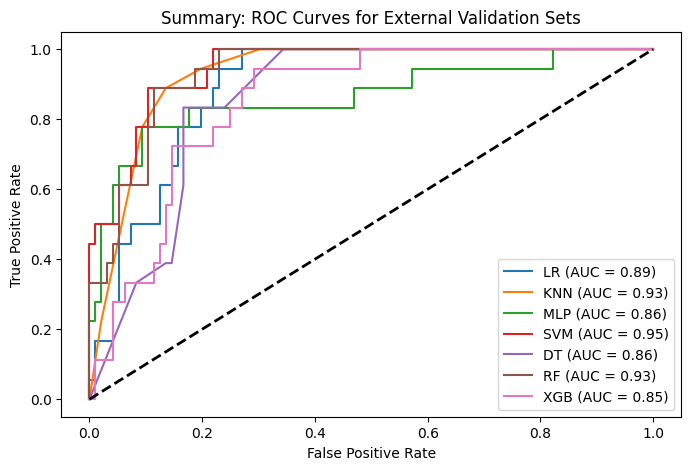 Summary: ROC Curves for External Validation Sets
True Positive Rate
1.0
0.8
0.6
0.4
0.2
0.0
LR (AUC = 0.89)
KNN (AUC = 0.93)
MLP (AUC = 0.86)
SVM (AUC = 0.95)
DT (AUC = 0.86)
RF (AUC = 0.93)
XGB (AUC = 0.85)
0.0 0.2 0.4 0.6 0.8 1.0
False Positive Rate